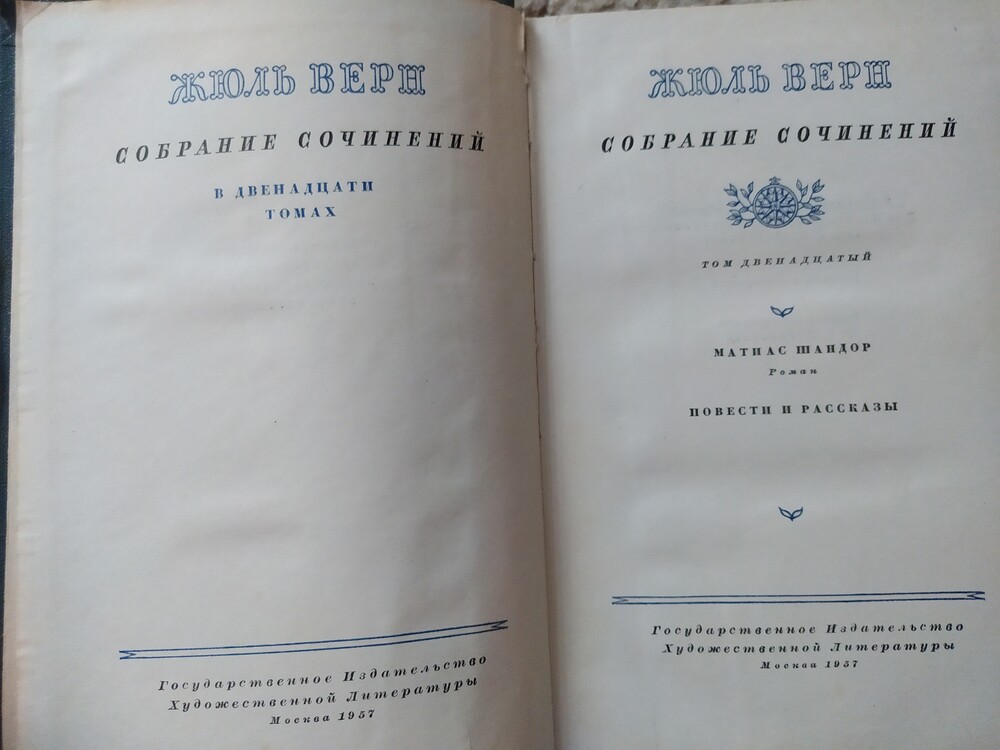 ЖЮЛЬ ВЕРН
СОБРАНИЕ СОЧИНЕНИЙ
В ДВЕНАДЦАТИ
ТОМАХ
Государственное Издательство
Художественной Литературы
Москва 1957
ЖЮЛЬ ВЕРН
СОБРАНИЕ СОЧИНЕНИЙ
ТОМ ДВЕНАДЦАТЫЙ
МАТИАС ШАНДОР
Роман
ПОВЕСТИ И РАССКАЗЫ
Государственное Издательство
Художественной Литературы
Москва 1957